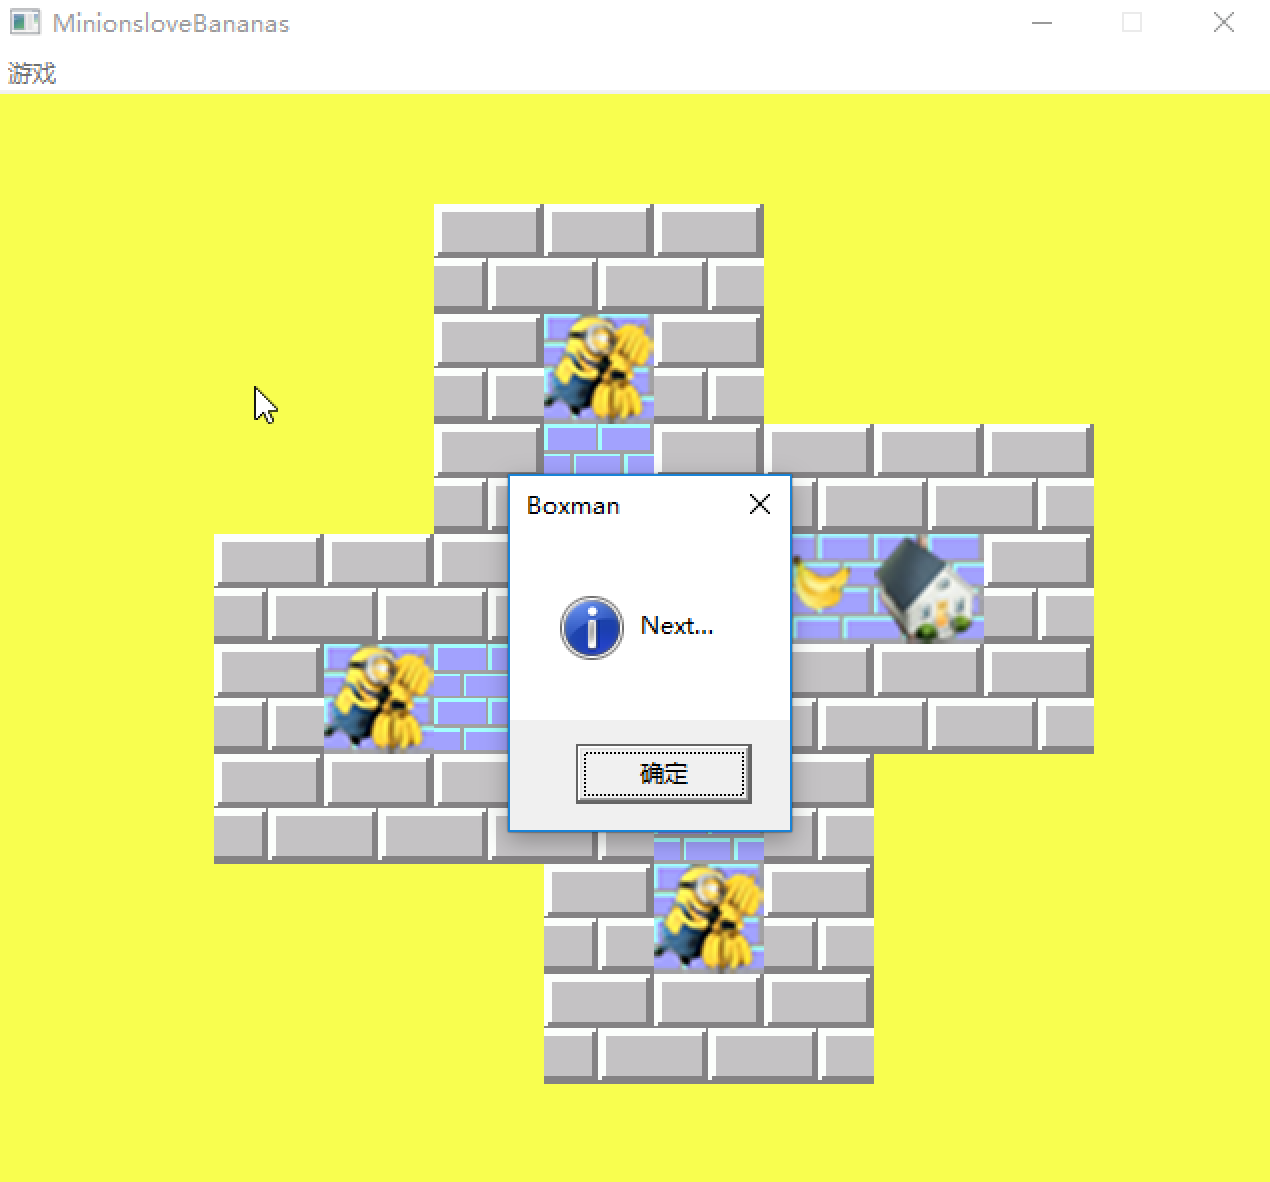 MinionsloveBananas
游戏
Boxman
Next...
确定